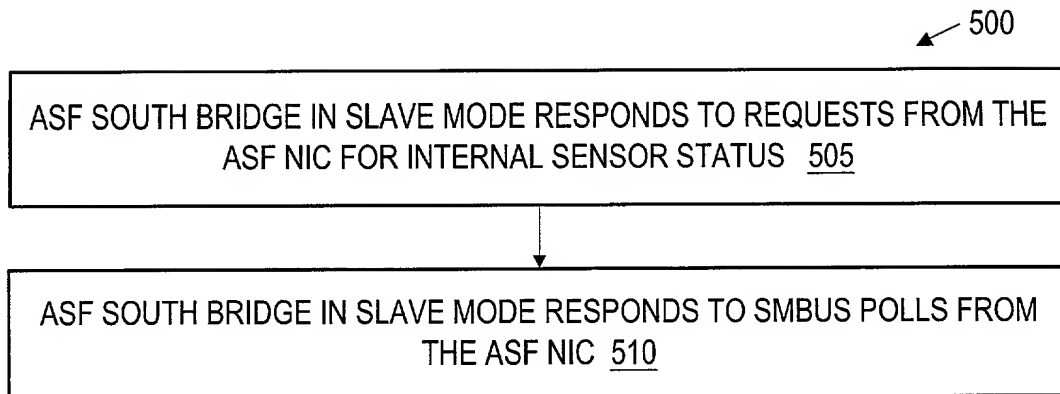 500
ASF SOUTH BRIDGE IN SLAVE MODE RESPONDS TO REQUESTS FROM THE
ASF NIC FOR INTERNAL SENSOR STATUS 505
ASF SOUTH BRIDGE IN SLAVE MODE RESPONDS TO SMBUS POLLS FROM
THE ASF NIC 510